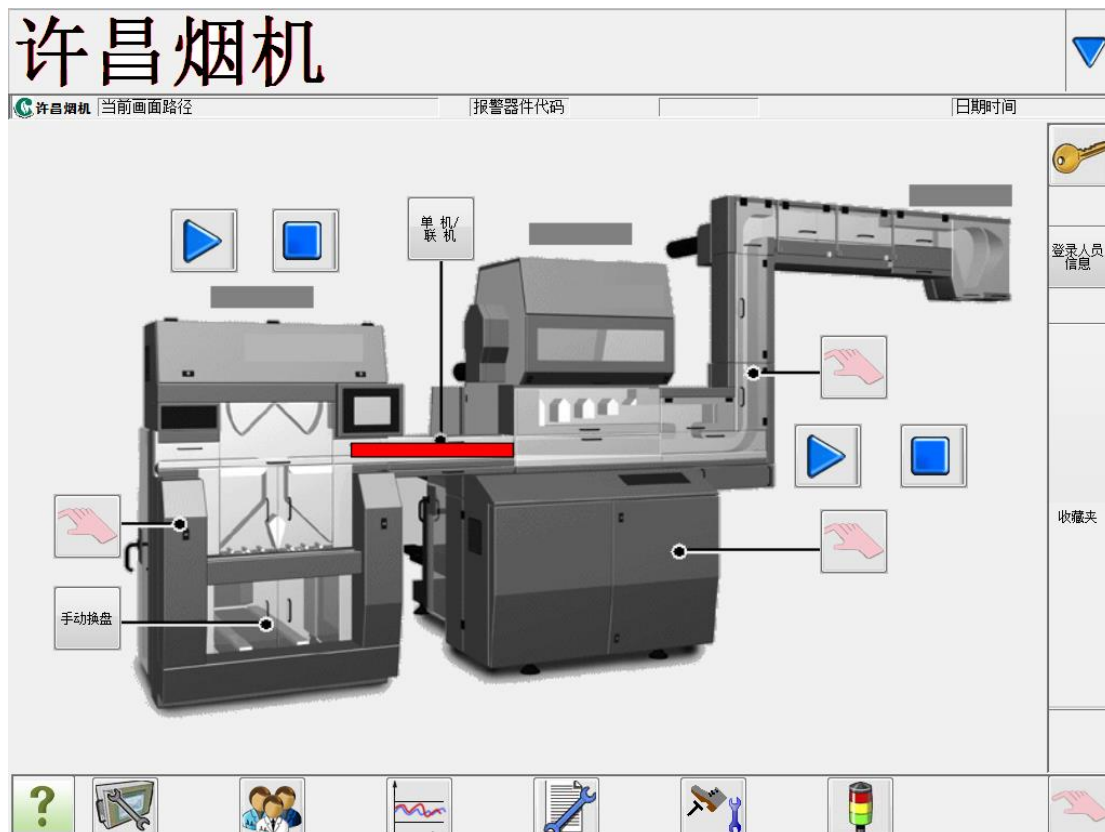 许昌烟机
许昌烟机 当前画面路径 报警器件代码 日期时间
单 机/
联 机
登录人员
信息
收藏夹
手动换盘
?